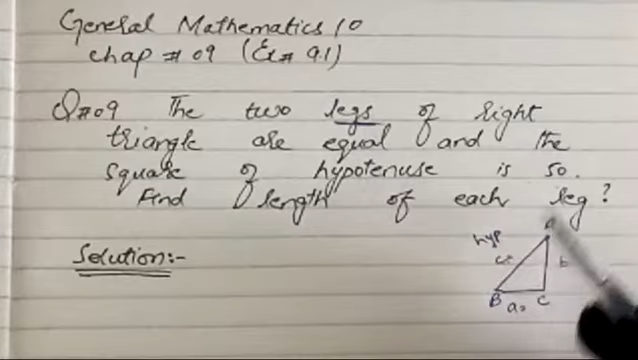 General Mathematics 10
chap # 09 (Ex# 9.1)
Q#09 The two legs of right
triangle are equal and the
square of hypotenuse is 50.
Find length of each leg?
Solution:-
hyp
c=
b
B
a=
C